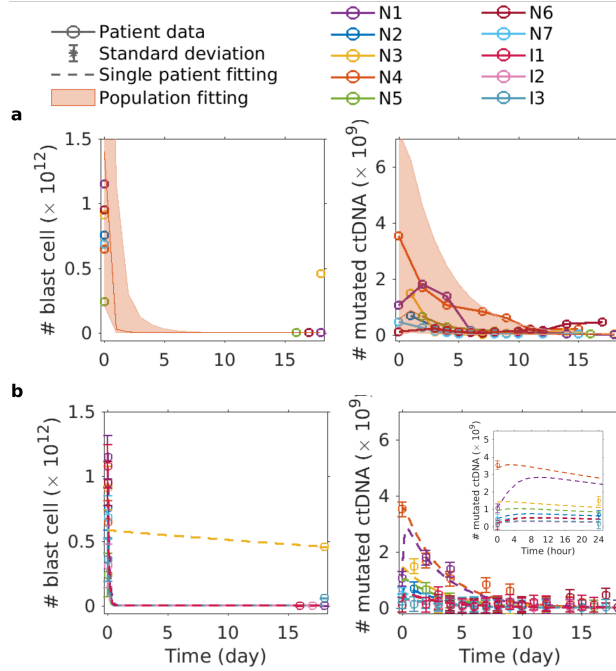 Patient data
Standard deviation
Single patient fitting
Population fitting
N1
N2
N3
N4
N5
N6
N7
I1
I2
I3
a
# blast cell (× 10^12)
1.5
1
0.5
0
0 5 10 15
# mutated ctDNA (× 10^9)
6
4
2
0
0 5 10 15
b
# blast cell (× 10^12)
1.5
1
0.5
0
0 5 10 15
Time (day)
# mutated ctDNA (× 10^9)
6
4
2
0
0 5 10 15
Time (day)
# mutated ctDNA (× 10^9)
5
4
3
2
1
0
0 4 8 12 16 20 24
Time (hour)